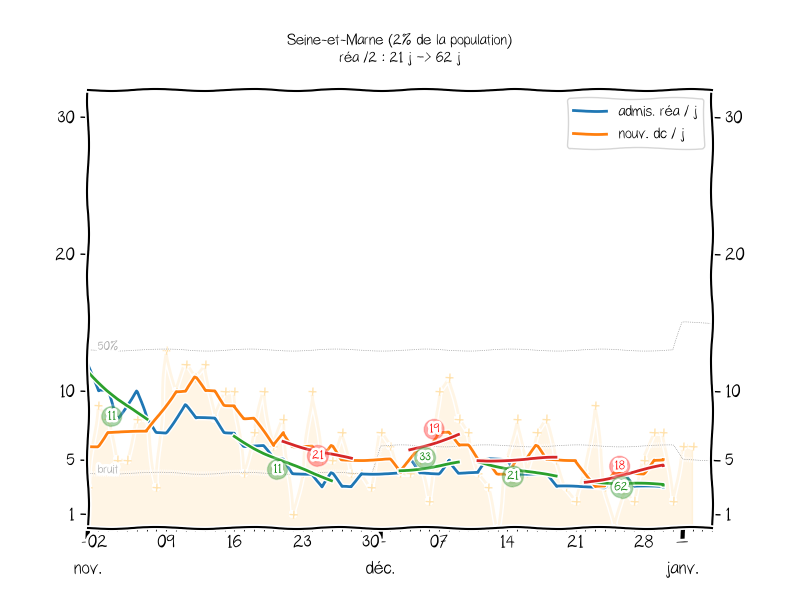 Seine-et-Marne (2% de la population)
réa /2 : 21 j -> 62 j
admis. réa / j
nouv. dc / j
30
30
20
20
50%
10
10
11
19
21
33
18
5
5
11
21
62
bruit
1
1
02 09 16 23 30 07 14 21 28
nov. déc. janv.